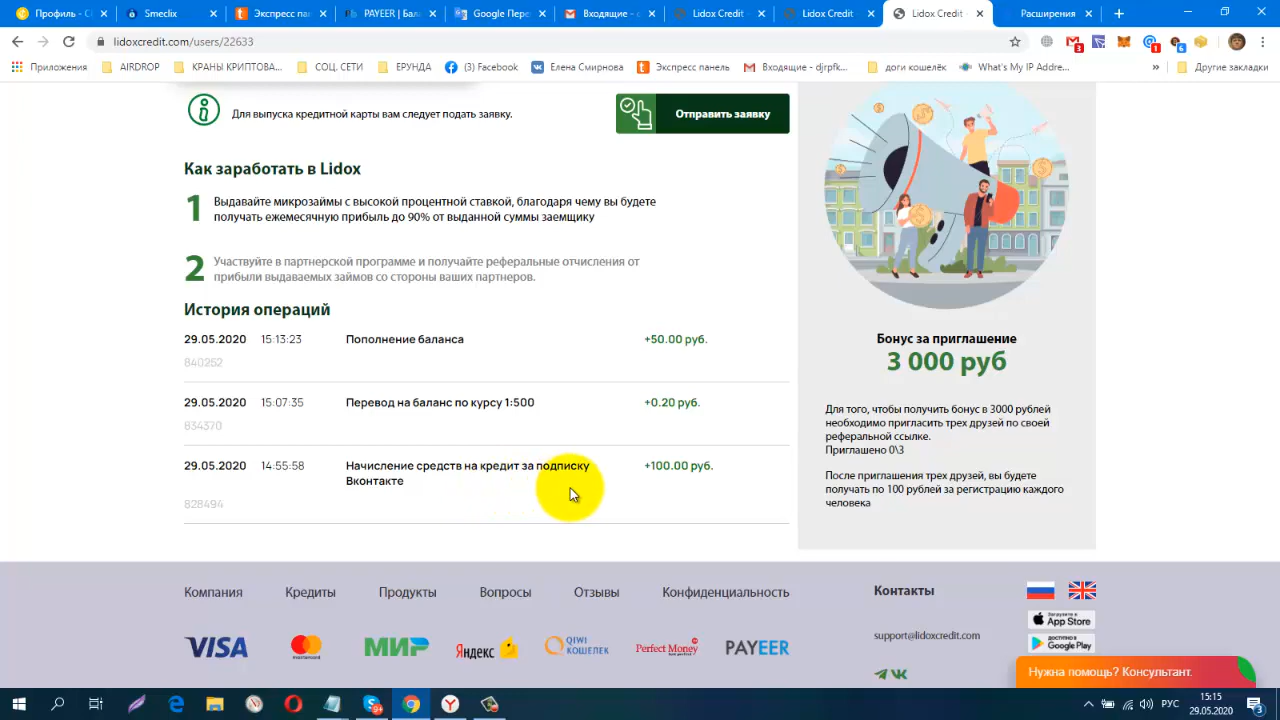 Профиль - Ci
Smeclix
Экспресс пан
PAYEER | Бала
Google Пере
Входящие - c
Lidox Credit
Lidox Credit
Lidox Credit
Расширения
lidoxcredit.com/users/22633
Приложения
AIRDROP
КРАНЫ КРИПТОВА...
СОЦ. СЕТИ
ЕРУНДА
(3) Facebook
Елена Смирнова
Экспресс панель
Входящие - djrpfk...
доги кошелёк
What's My IP Addre...
»
Другие закладки
Для выпуска кредитной карты вам следует подать заявку.
Отправить заявку
Как заработать в Lidox
1
Выдавайте микрозаймы с высокой процентной ставкой, благодаря чему вы будете
получать ежемесячную прибыль до 90% от выданной суммы заемщику
2
Участвуйте в партнерской программе и получайте реферальные отчисления от
прибыли выдаваемых займов со стороны ваших партнеров.
История операций
29.05.2020 15:13:23 Пополнение баланса +50.00 руб.
840252
29.05.2020 15:07:35 Перевод на баланс по курсу 1:500 +0.20 руб.
834370
29.05.2020 14:55:58 Начисление средств на кредит за подписку +100.00 руб.
Вконтакте
828494
Бонус за приглашение
3 000 руб
Для того, чтобы получить бонус в 3000 рублей
необходимо пригласить трех друзей по своей
реферальной ссылке.
Приглашено 0\3
После приглашения трех друзей, вы будете
получать по 100 рублей за регистрацию каждого
человека
Компания
Кредиты
Продукты
Вопросы
Отзывы
Конфиденциальность
VISA
МИР
Яндекс
QIWI
КОШЕЛЕК
Perfect Money
PAYEER
Контакты
support@lidoxcredit.com
Загрузите в
App Store
ДОСТУПНО В
Google Play
Нужна помощь? Консультант.
РУС
15:15
29.05.2020